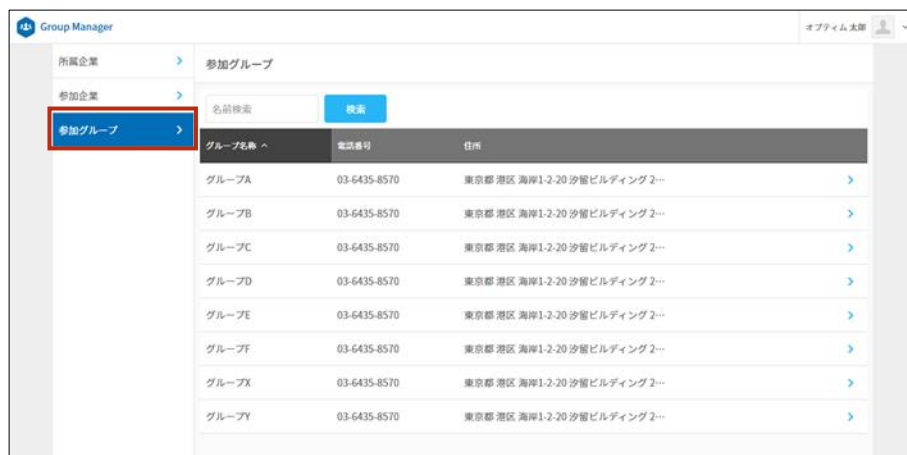 Group Manager
オプティム 太郎
所属企業
参加企業
参加グループ
参加グループ
名前検索
検索
グループ名称 電話番号 住所
グループA 03-6435-8570 東京都 港区 海岸1-2-20 汐留ビルディング 2…
グループB 03-6435-8570 東京都 港区 海岸1-2-20 汐留ビルディング 2…
グループC 03-6435-8570 東京都 港区 海岸1-2-20 汐留ビルディング 2…
グループD 03-6435-8570 東京都 港区 海岸1-2-20 汐留ビルディング 2…
グループE 03-6435-8570 東京都 港区 海岸1-2-20 汐留ビルディング 2…
グループF 03-6435-8570 東京都 港区 海岸1-2-20 汐留ビルディング 2…
グループX 03-6435-8570 東京都 港区 海岸1-2-20 汐留ビルディング 2…
グループY 03-6435-8570 東京都 港区 海岸1-2-20 汐留ビルディング 2…